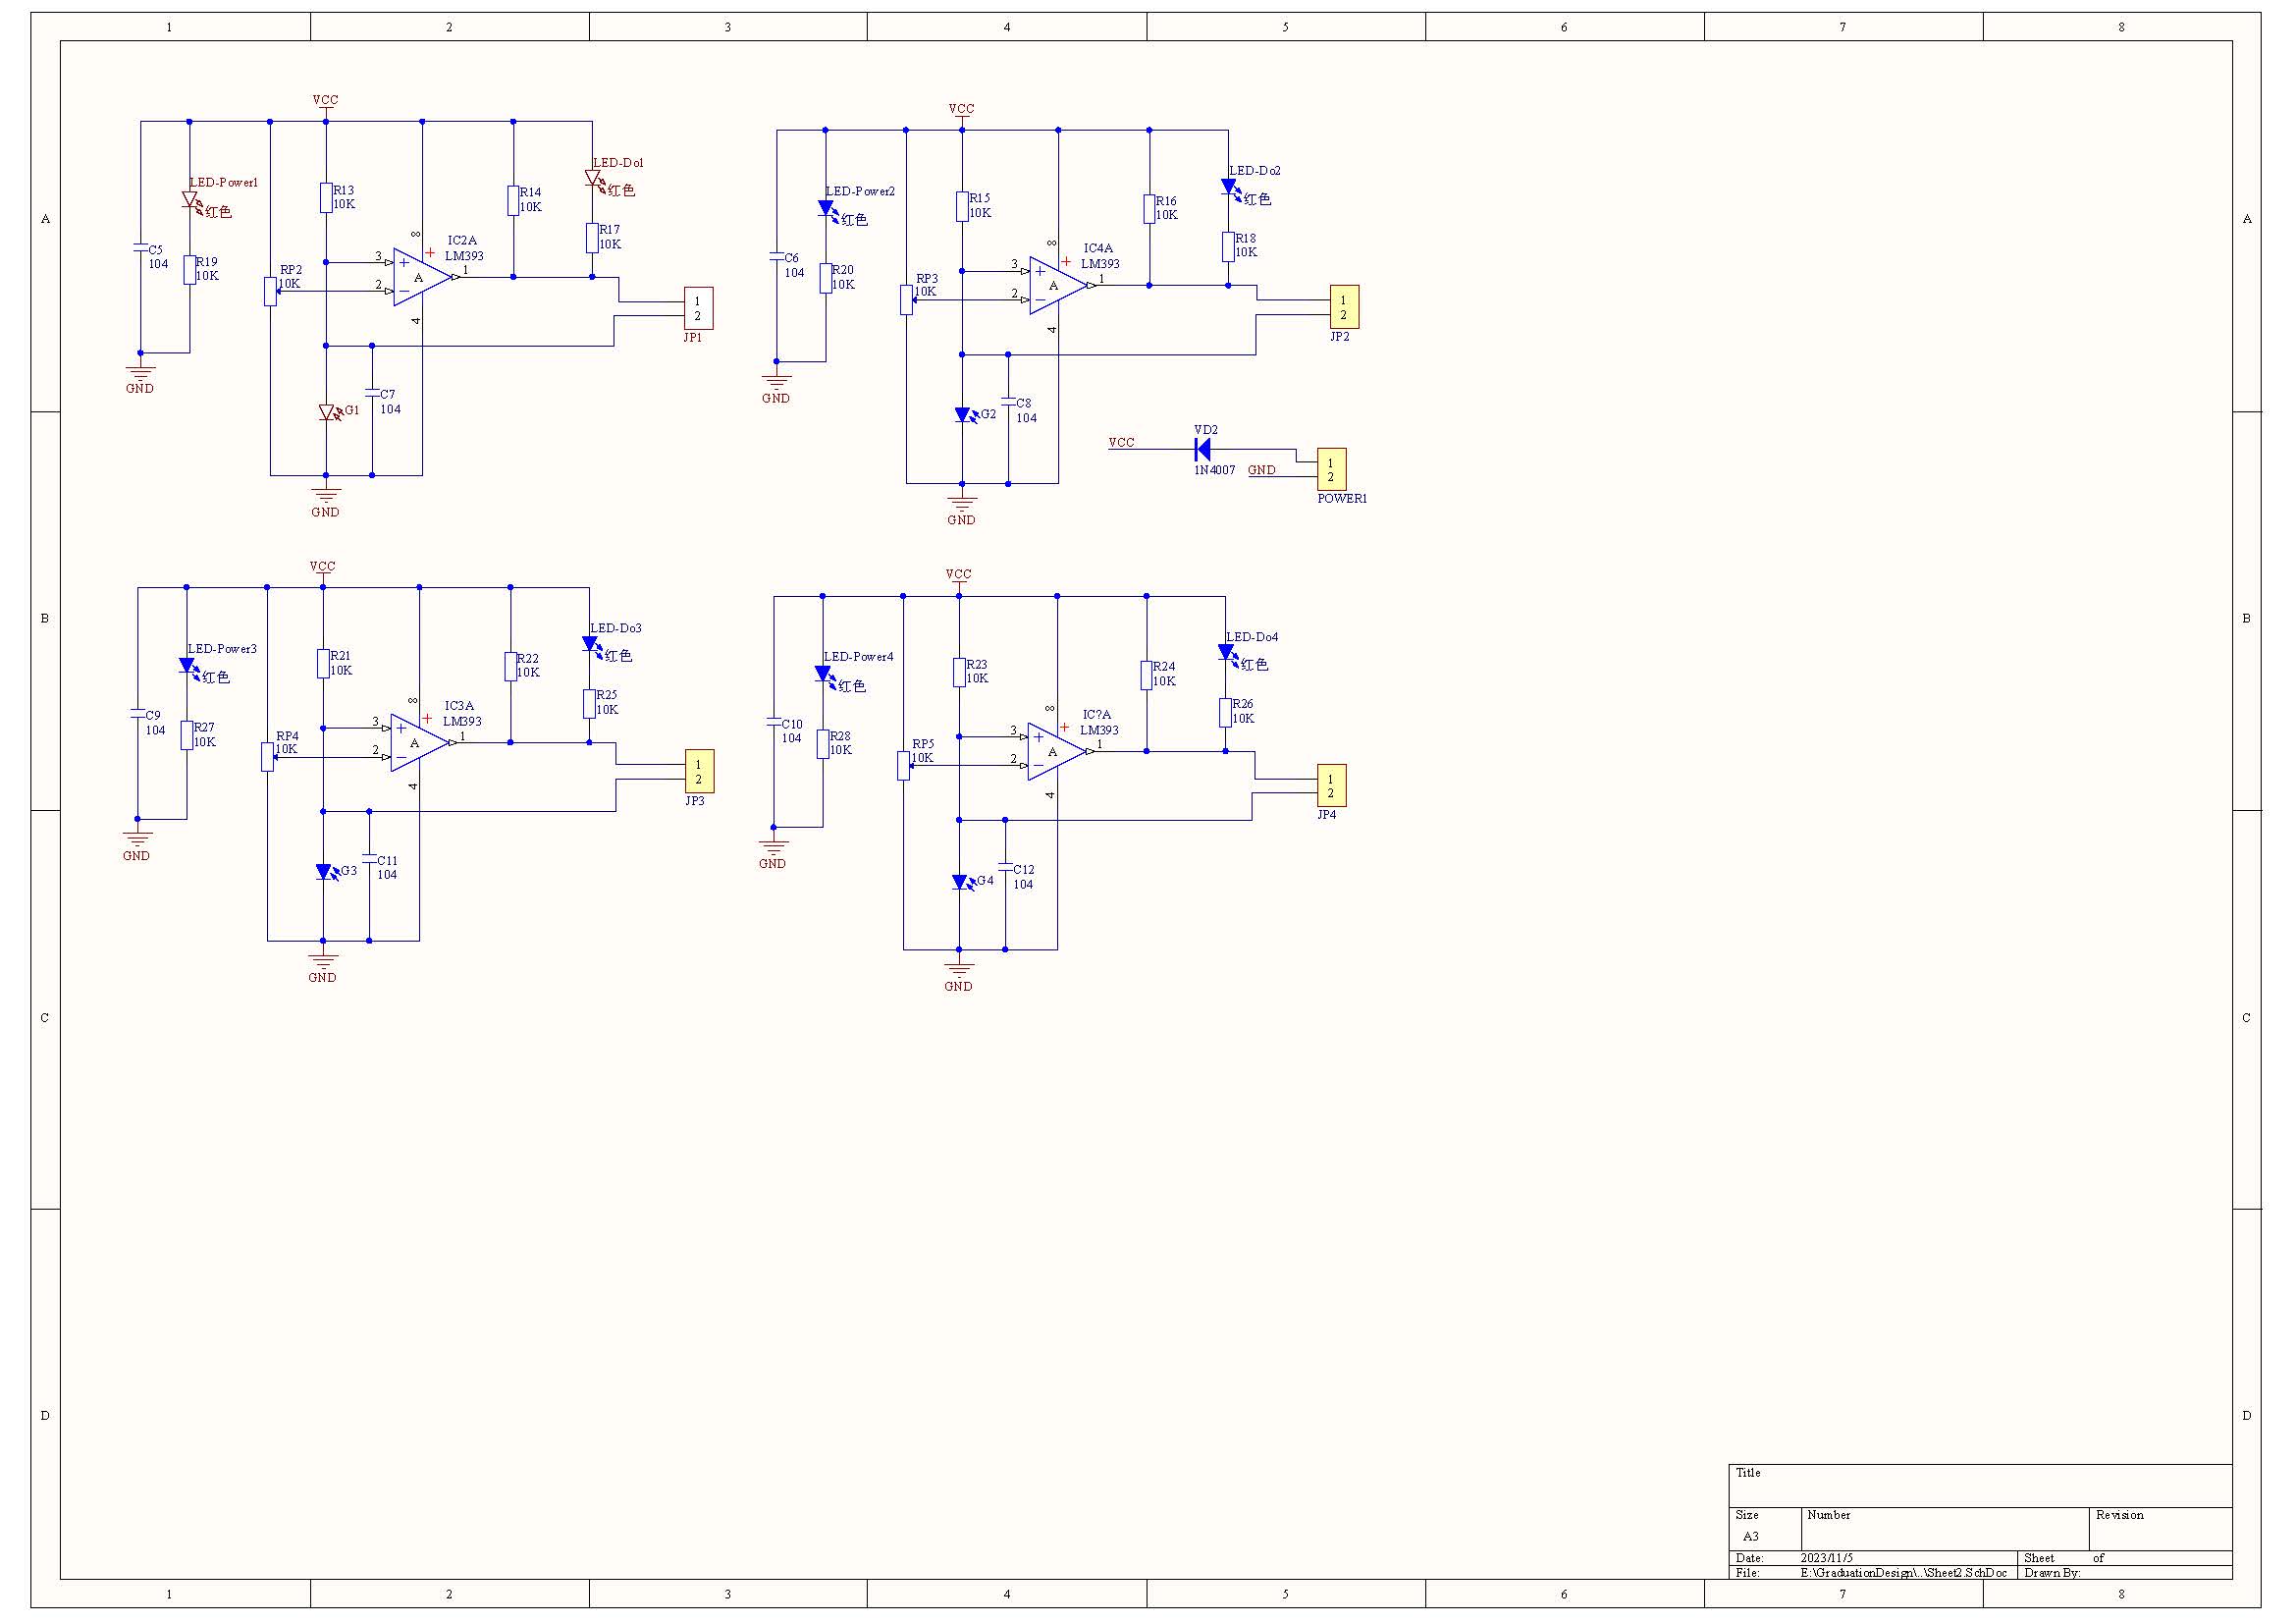 1 2 3 4 5 6 7 8
A
A
VCC
LED-Power1
红色
R19
10K
C5
104
GND
RP2
10K
R13
10K
3
2
8
4
IC2A
LM393
A
1
R14
10K
LED-Do1
红色
R17
10K
1
2
JP1
G1
C7
104
GND
VCC
LED-Power2
红色
R20
10K
C6
104
GND
RP3
10K
R15
10K
3
2
8
4
IC4A
LM393
A
1
R16
10K
LED-Do2
红色
R18
10K
1
2
JP2
G2
C8
104
GND
VCC
VD2
1N4007
GND
1
2
POWER1
B
B
VCC
LED-Power3
红色
R27
10K
C9
104
GND
RP4
10K
R21
10K
3
2
8
4
IC3A
LM393
A
1
R22
10K
LED-Do3
红色
R25
10K
1
2
JP3
G3
C11
104
GND
VCC
LED-Power4
红色
R28
10K
C10
104
GND
RP5
10K
R23
10K
3
2
8
4
IC?A
LM393
A
1
R24
10K
LED-Do4
红色
R26
10K
1
2
JP4
G4
C12
104
GND
C
C
D
D
Title
Size
A3
Number
Revision
Date: 2023/11/5 Sheet of
File: E:\GraduationDesign\..\Sheet2.SchDoc Drawn By:
1 2 3 4 5 6 7 8